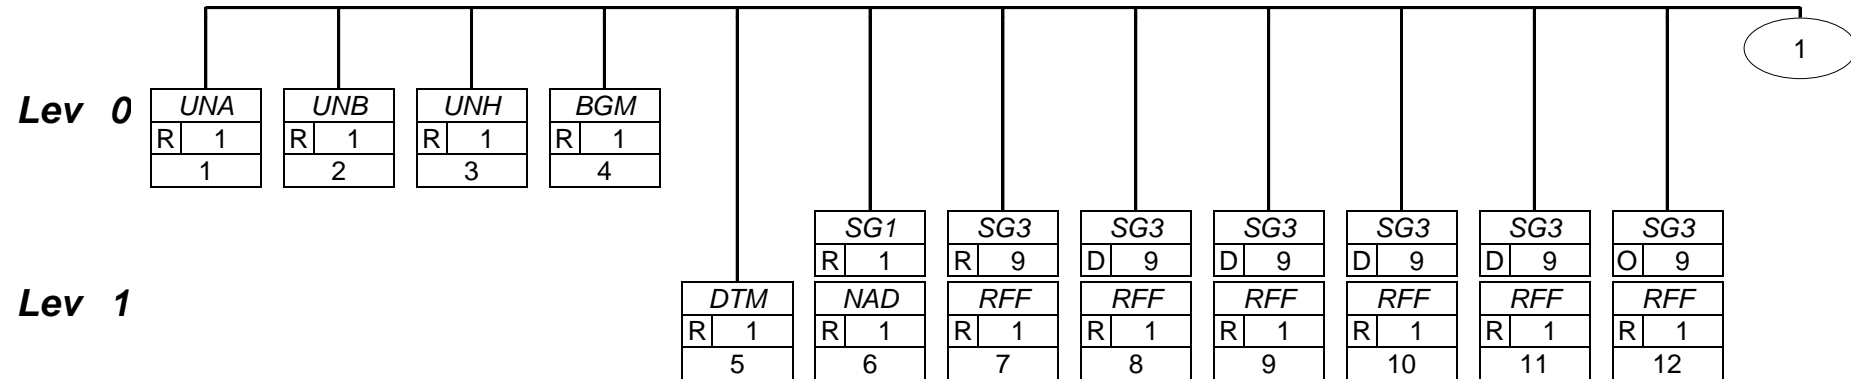 1
Lev 0 UNA UNB UNH BGM
R 1 R 1 R 1 R 1
1 2 3 4
SG1 SG3 SG3 SG3 SG3 SG3 SG3
R 1 R 9 D 9 D 9 D 9 D 9 O 9
Lev 1 DTM NAD RFF RFF RFF RFF RFF RFF
R 1 R 1 R 1 R 1 R 1 R 1 R 1 R 1
5 6 7 8 9 10 11 12